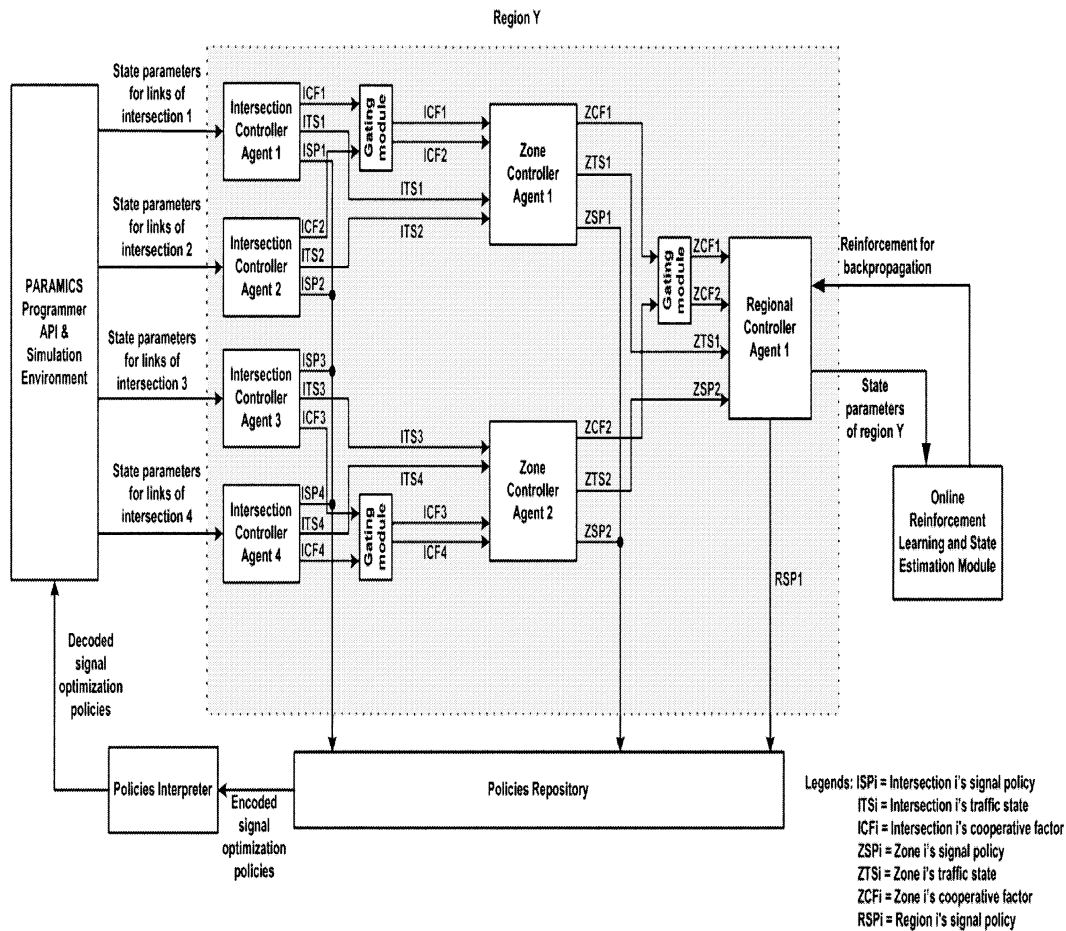 Region Y
State parameters
for links of
intersection 1
State parameters
for links of
intersection 2
State parameters
for links of
intersection 3
State parameters
for links of
intersection 4
PARAMICS
Programmer
API &
Simulation
Environment
Intersection
Controller
Agent 1
ICF1
ITS1
ISP1
Intersection
Controller
Agent 2
ICF2
ITS2
ISP2
Intersection
Controller
Agent 3
ISP3
ITS3
ICF3
Intersection
Controller
Agent 4
ISP4
ITS4
ICF4
Gating
module
ICF1
ICF2
ITS1
ITS2
Gating
module
ITS3
ITS4
ICF3
ICF4
Zone
Controller
Agent 1
ZCF1
ZTS1
ZSP1
Zone
Controller
Agent 2
ZCF2
ZTS2
ZSP2
Gating
module
ZCF1
ZCF2
ZTS1
ZSP2
Regional
Controller
Agent 1
Reinforcement for
backpropagation
State
parameters
of region Y
Online
Reinforcement
Learning and State
Estimation Module
RSP1
Decoded
signal
optimization
policies
Policies Interpreter
Encoded
signal
optimization
policies
Policies Repository
Legends: ISPi = Intersection i's signal policy
ITSi = Intersection i's traffic state
ICFi = Intersection i's cooperative factor
ZSPi = Zone i's signal policy
ZTSi = Zone i's traffic state
ZCFi = Zone i's cooperative factor
RSPi = Region i's signal policy